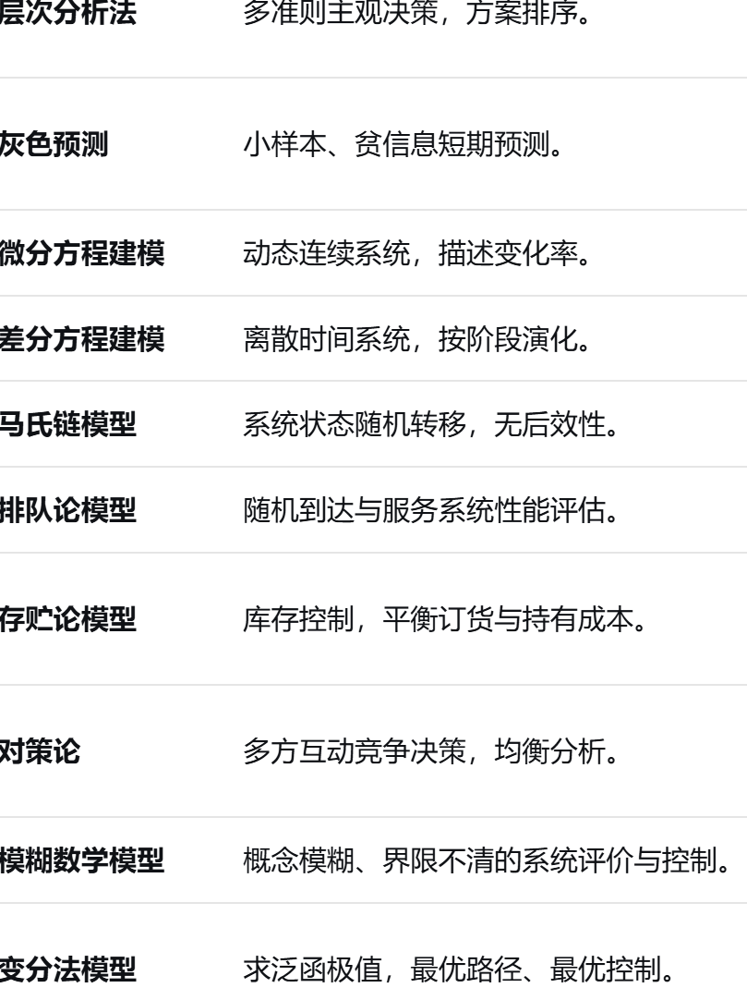 层次分析法 多准则主观决策，方案排序。
灰色预测 小样本、贫信息短期预测。
微分方程建模 动态连续系统，描述变化率。
差分方程建模 离散时间系统，按阶段演化。
马氏链模型 系统状态随机转移，无后效性。
排队论模型 随机到达与服务系统性能评估。
存贮论模型 库存控制，平衡订货与持有成本。
对策论 多方互动竞争决策，均衡分析。
模糊数学模型 概念模糊、界限不清的系统评价与控制。
变分法模型 求泛函极值，最优路径、最优控制。